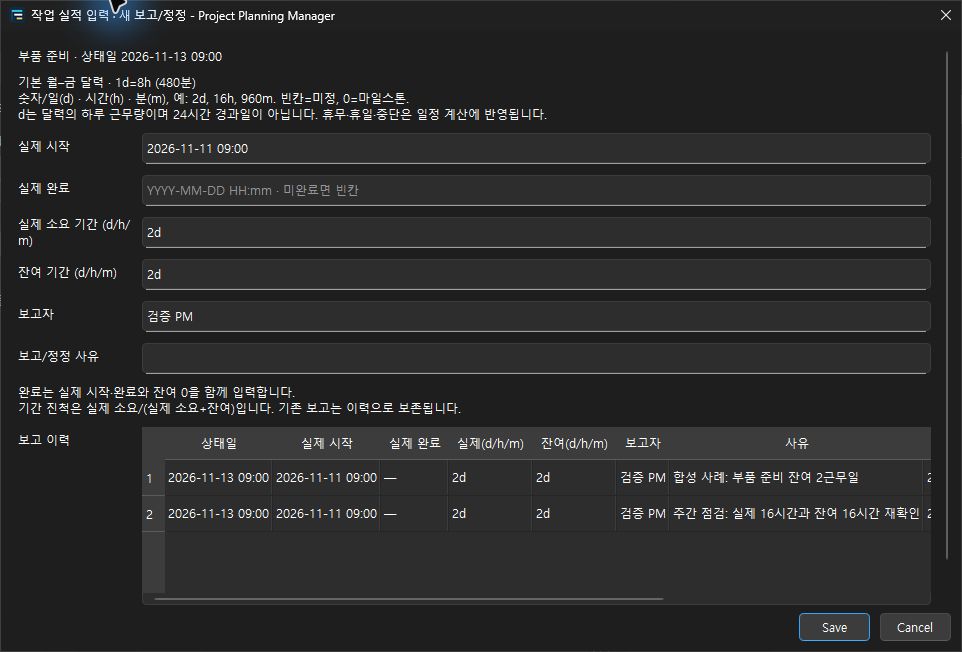 작업 실적 입력 · 새 보고/정정 - Project Planning Manager
부품 준비 · 상태일 2026-11-13 09:00
기본 월–금 달력 · 1d=8h (480분)
숫자/일(d) · 시간(h) · 분(m), 예: 2d, 16h, 960m. 빈칸=미정, 0=마일스톤.
d는 달력의 하루 근무량이며 24시간 경과일이 아닙니다. 휴무·휴일·중단은 일정 계산에 반영됩니다.
실제 시작 2026-11-11 09:00
실제 완료 YYYY-MM-DD HH:mm · 미완료면 빈칸
실제 소요 기간 (d/h/
m) 2d
잔여 기간 (d/h/m) 2d
보고자 검증 PM
보고/정정 사유
완료는 실제 시작·완료와 잔여 0을 함께 입력합니다.
기간 진척은 실제 소요/(실제 소요+잔여)입니다. 기존 보고는 이력으로 보존됩니다.
보고 이력
상태일 실제 시작 실제 완료 실제(d/h/m) 잔여(d/h/m) 보고자 사유
1 2026-11-13 09:00 2026-11-11 09:00 — 2d 2d 검증 PM 합성 사례: 부품 준비 잔여 2근무일 2
2 2026-11-13 09:00 2026-11-11 09:00 — 2d 2d 검증 PM 주간 점검: 실제 16시간과 잔여 16시간 재확인 2
Save Cancel